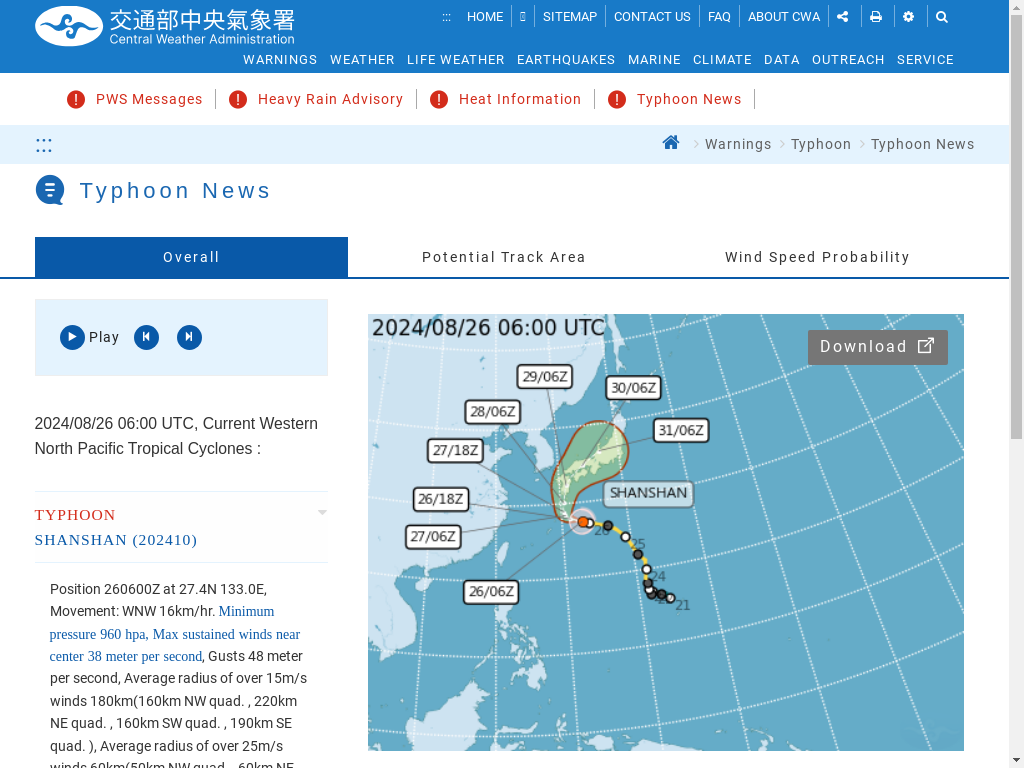 交通部中央氣象署
Central Weather Administration
::: HOME SITEMAP CONTACT US FAQ ABOUT CWA
WARNINGS WEATHER LIFE WEATHER EARTHQUAKES MARINE CLIMATE DATA OUTREACH SERVICE
PWS Messages Heavy Rain Advisory Heat Information Typhoon News
::: Warnings Typhoon Typhoon News
Typhoon News
Overall Potential Track Area Wind Speed Probability
Play
2024/08/26 06:00 UTC, Current Western
North Pacific Tropical Cyclones :
TYPHOON
SHANSHAN (202410)
Position 260600Z at 27.4N 133.0E,
Movement: WNW 16km/hr. Minimum
pressure 960 hpa, Max sustained winds near
center 38 meter per second, Gusts 48 meter
per second, Average radius of over 15m/s
winds 180km(160km NW quad. , 220km
NE quad. , 160km SW quad. , 190km SE
quad. ), Average radius of over 25m/s
winds 60km(50km NW quad. , 60km NE
2024/08/26 06:00 UTC
Download
29/06Z
30/06Z
28/06Z
31/06Z
27/18Z
SHANSHAN
26/18Z
27/06Z
26
25
26/06Z
24
21